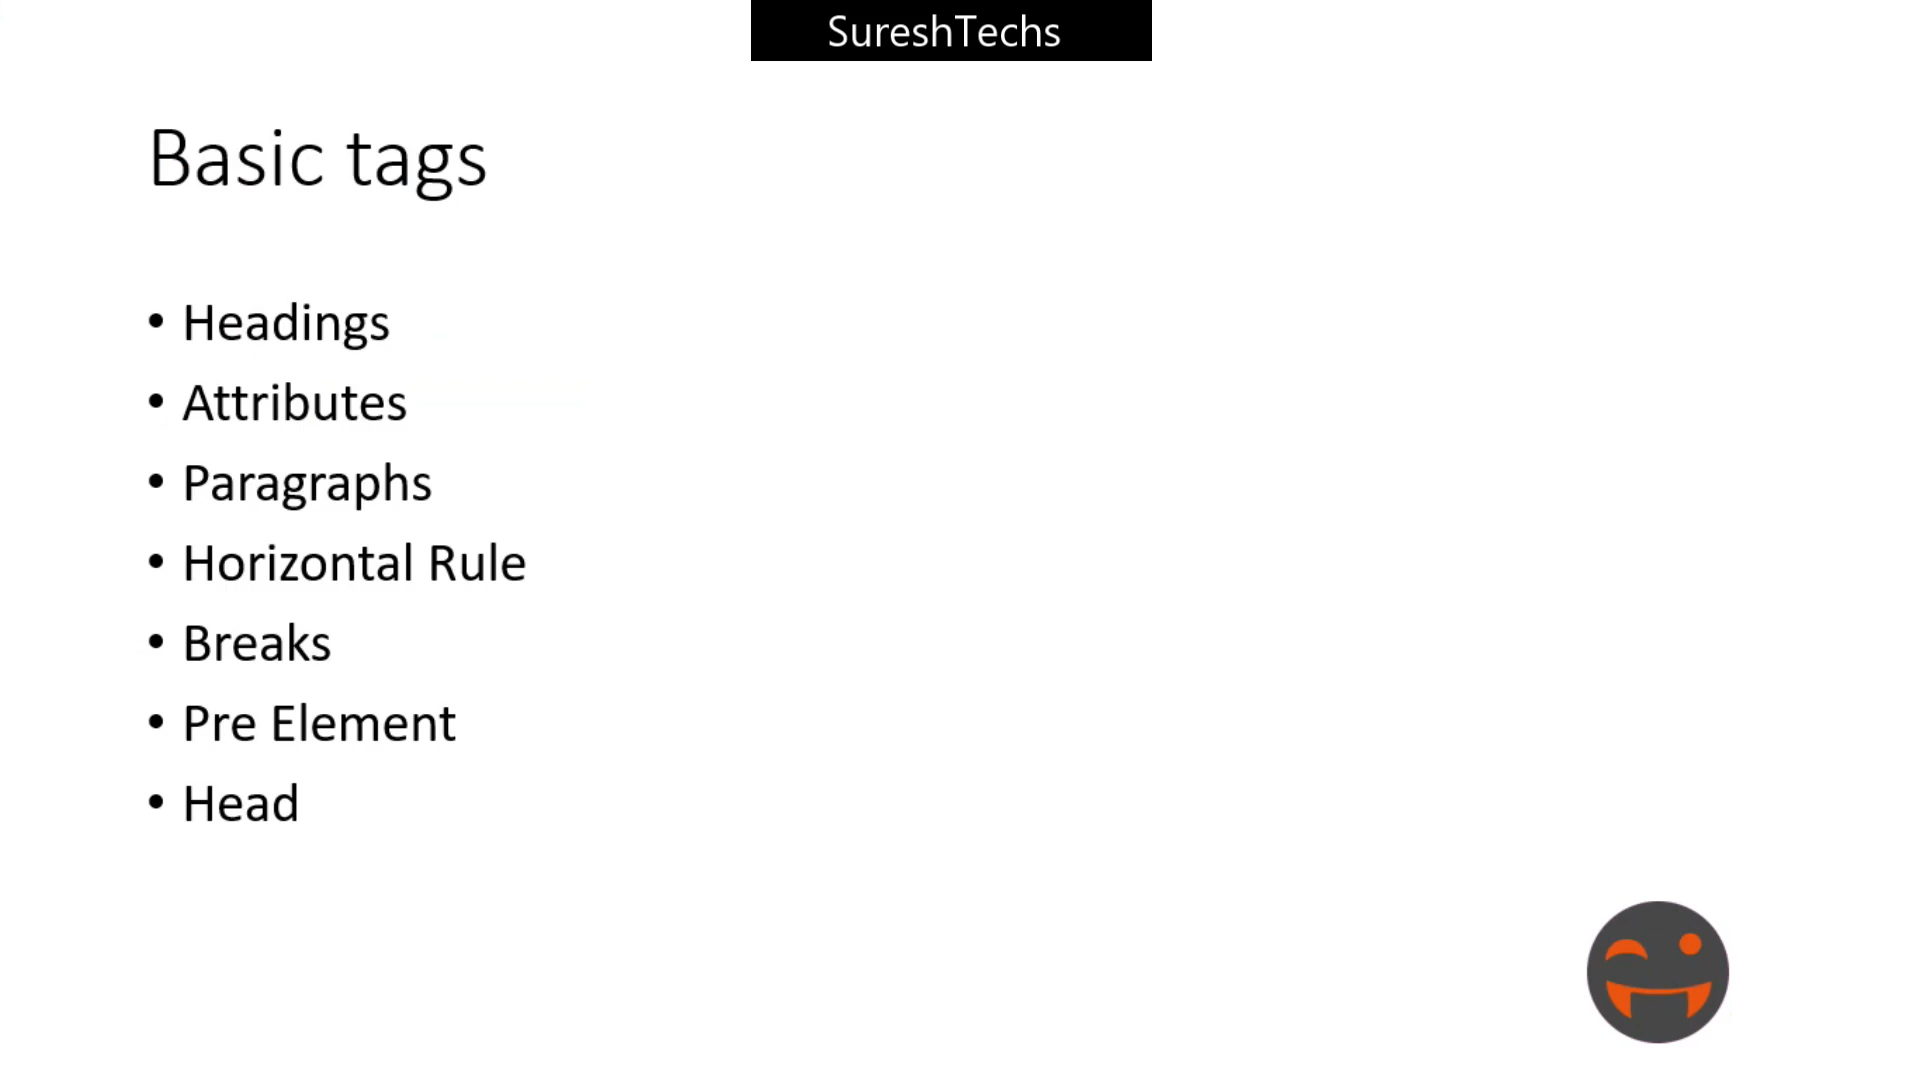 SureshTechs
Basic tags
• Headings
• Attributes
• Paragraphs
• Horizontal Rule
• Breaks
• Pre Element
• Head